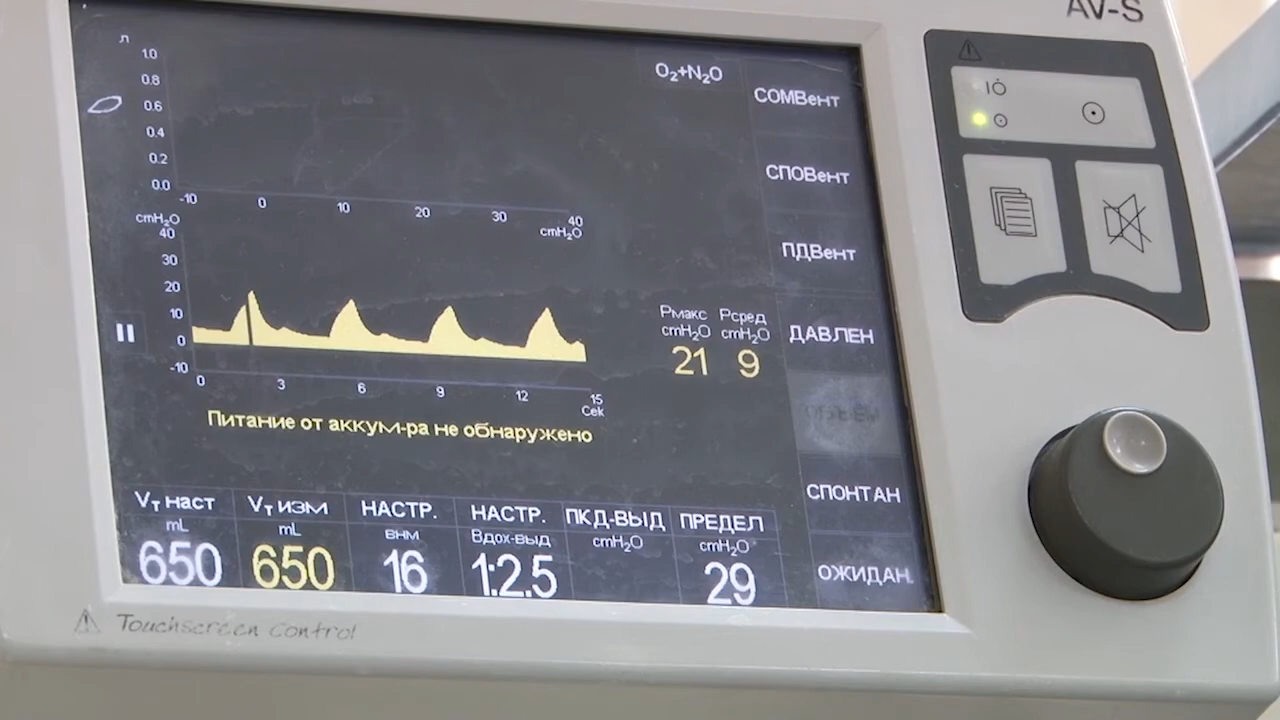 AV-S
л
1.0
0.8
0.6
0.4
0.2
0.0
-10 0 10 20 30 40
cmH₂O
O₂+N₂O
cmH₂O
40
30
20
10
0
-10
0 3 6 9 12 15
Сек
Pмакс Pсред
cmH₂O cmH₂O
21 9
Питание от аккум-ра не обнаружено
СОМВент
СПОВент
ПДВент
ДАВЛЕН
ОБЪЕМ
СПОНТАН
ОЖИДАН.
VT наст VT изм НАСТР. НАСТР. ПКД-ВЫД ПРЕДЕЛ
mL mL внм Вдох-выд cmH₂O cmH₂O
650 650 16 1:2.5 29
Touchscreen Control